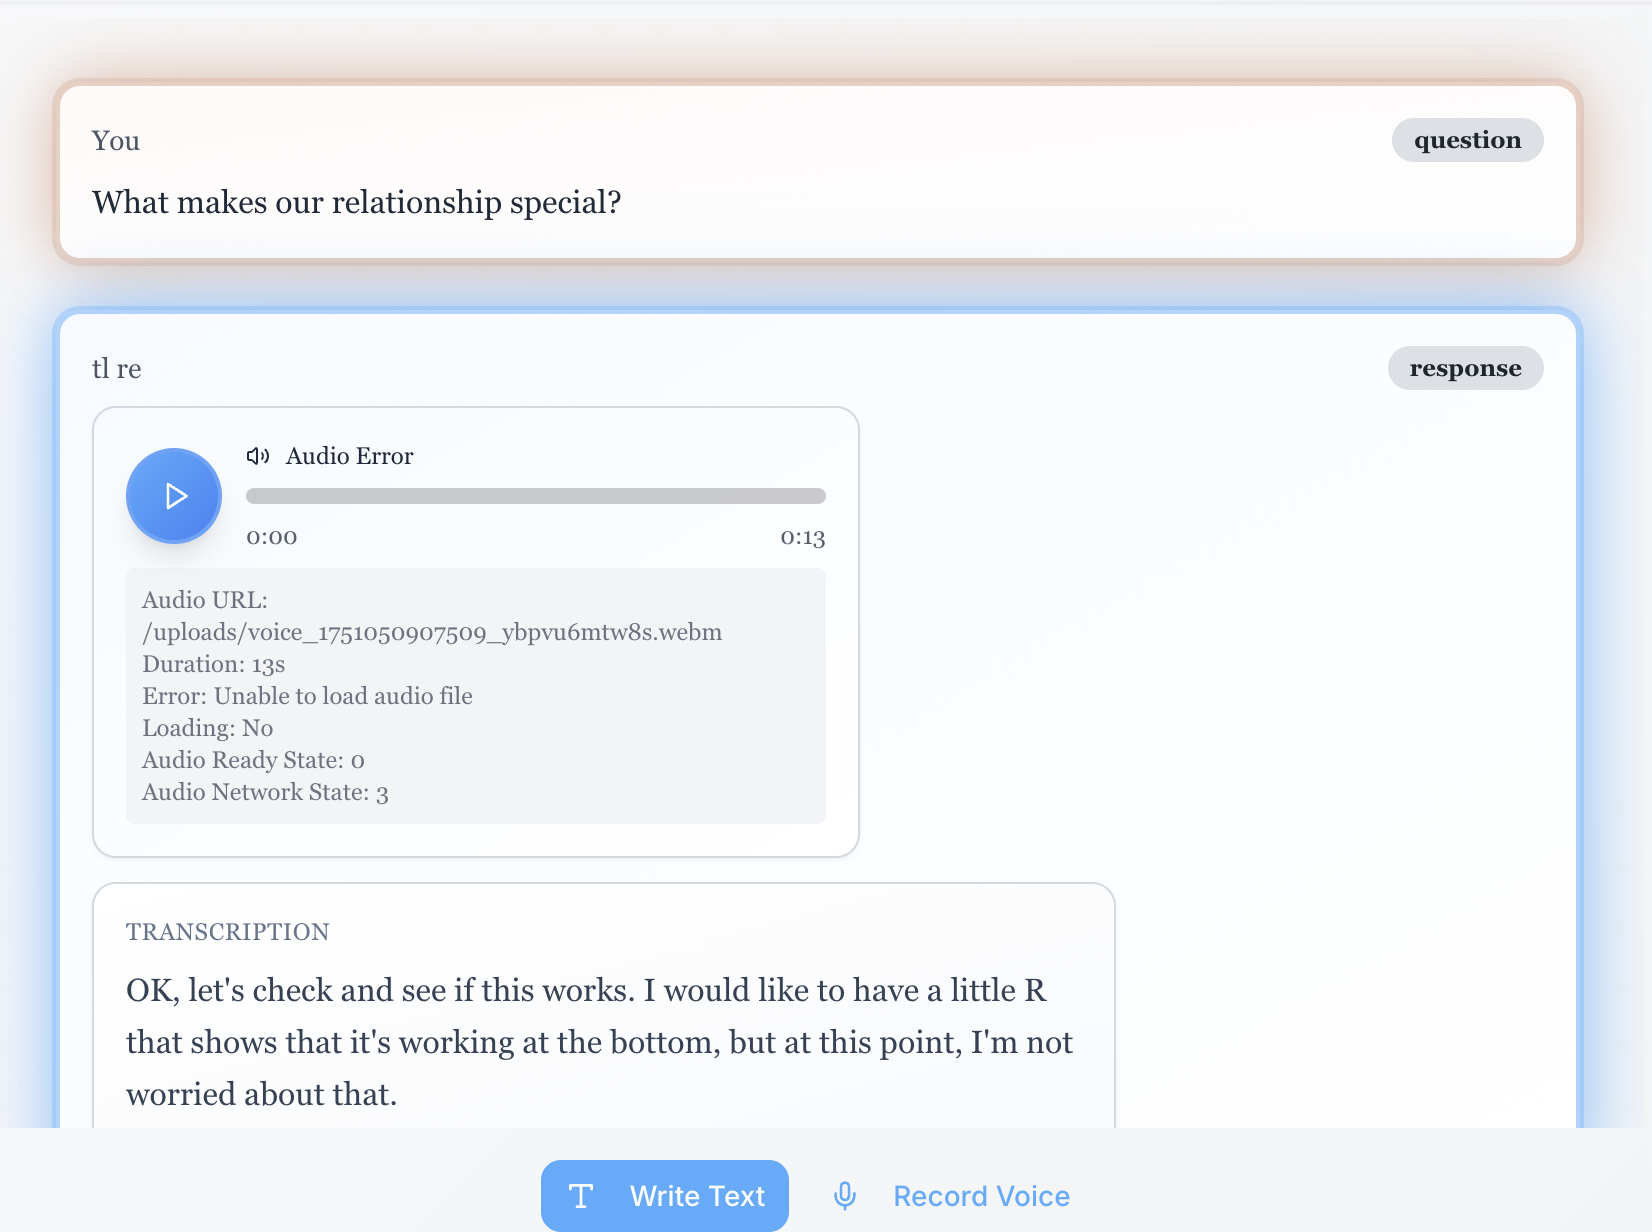 You
question
What makes our relationship special?
tl re
response
Audio Error
0:00
0:13
Audio URL:
/uploads/voice_1751050907509_ybpvu6mtw8s.webm
Duration: 13s
Error: Unable to load audio file
Loading: No
Audio Ready State: 0
Audio Network State: 3
TRANSCRIPTION
OK, let's check and see if this works. I would like to have a little R
that shows that it's working at the bottom, but at this point, I'm not
worried about that.
Write Text
Record Voice